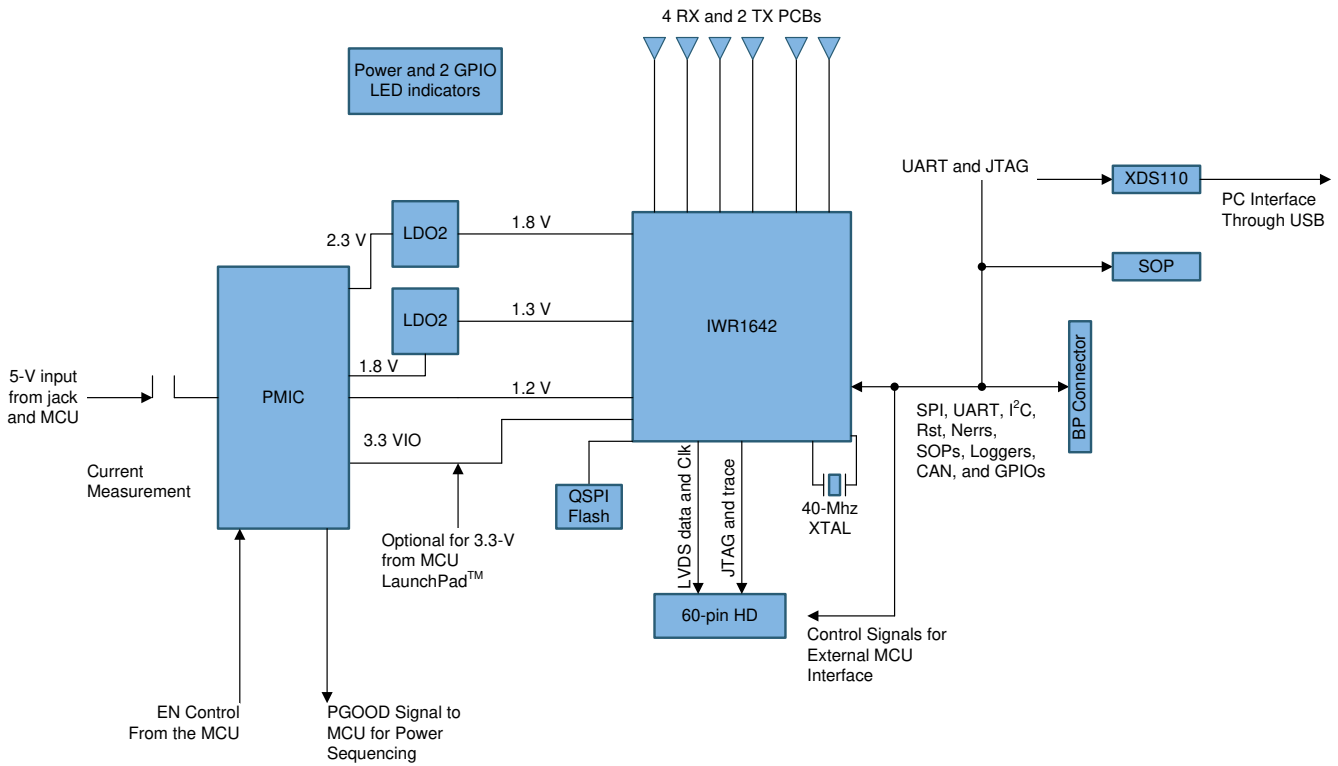 4 RX and 2 TX PCBs
Power and 2 GPIO
LED indicators
UART and JTAG
XDS110
PC Interface
Through USB
LDO2
2.3 V
1.8 V
SOP
LDO2
1.3 V
IWR1642
1.8 V
5-V input
from jack
and MCU
PMIC
1.2 V
BP Connector
SPI, UART, I²C,
Rst, Nerrs,
SOPs, Loggers,
CAN, and GPIOs
3.3 VIO
Current
Measurement
QSPI
Flash
LVDS data and Clk
JTAG and trace
40-Mhz
XTAL
Optional for 3.3-V
from MCU
LaunchPad™
60-pin HD
Control Signals for
External MCU
Interface
EN Control
From the MCU
PGOOD Signal to
MCU for Power
Sequencing